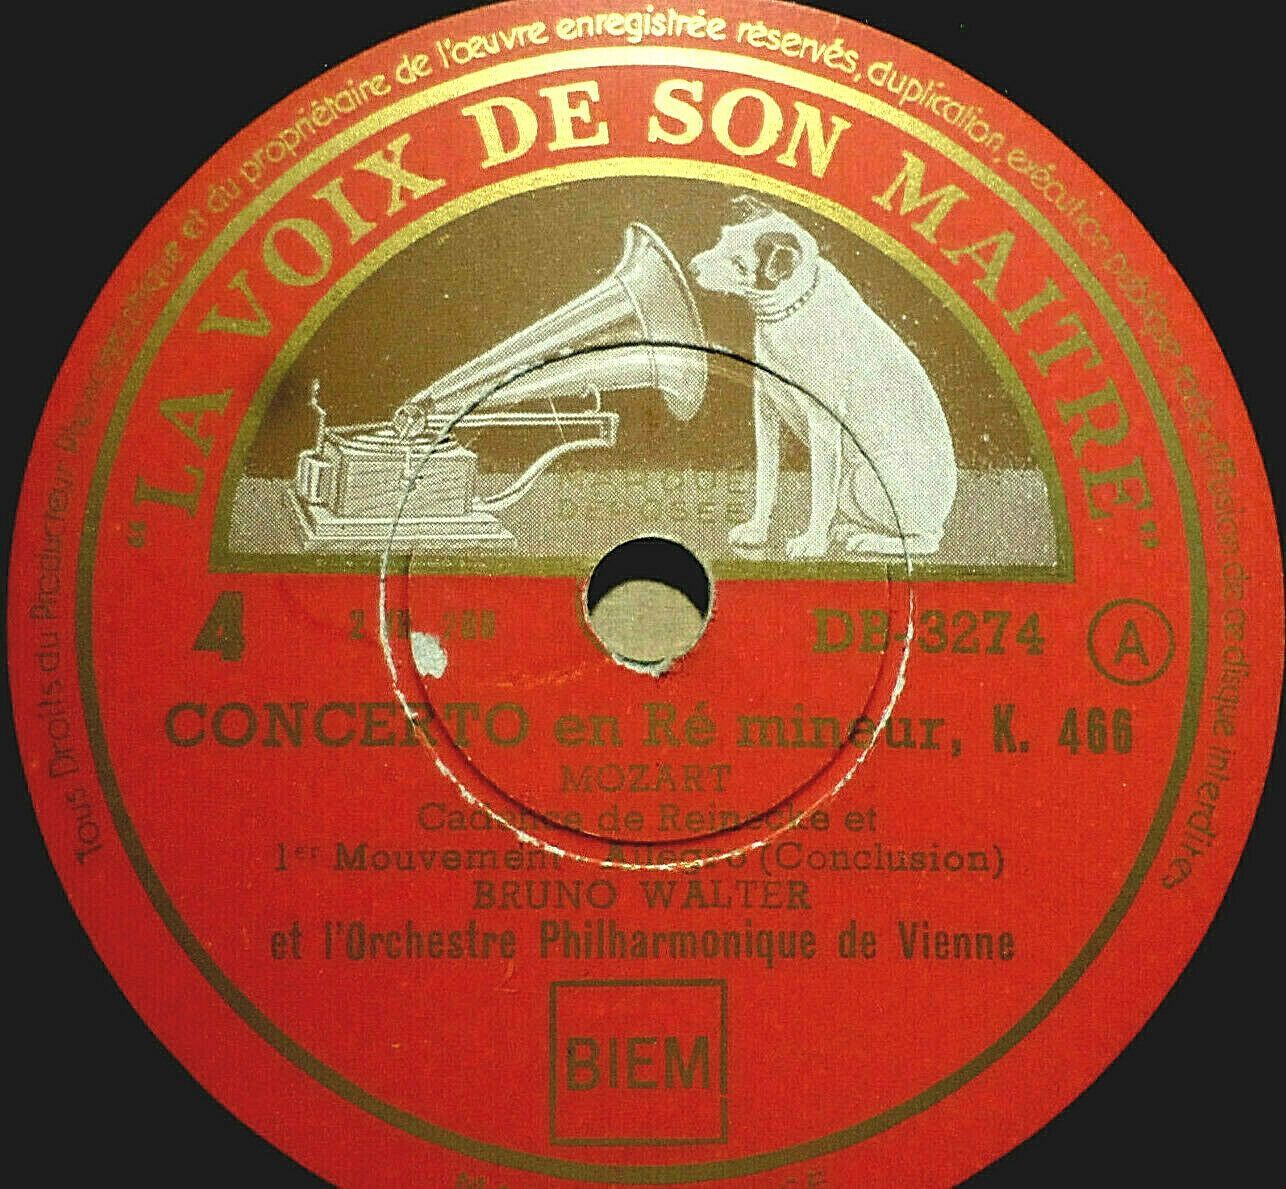 Tous Droits du Producteur Phonographique et du propriétaire de l'œuvre enregistrée réservés, duplication, exécution publique radiodiffusion de ce disque interdites
"LA VOIX DE SON MAITRE"
4 DB-3274 A
CONCERTO en Ré mineur, K. 466
MOZART
Cadence de Reinecke et
1er Mouvement - Allegro (Conclusion)
BRUNO WALTER
et l'Orchestre Philharmonique de Vienne
BIEM